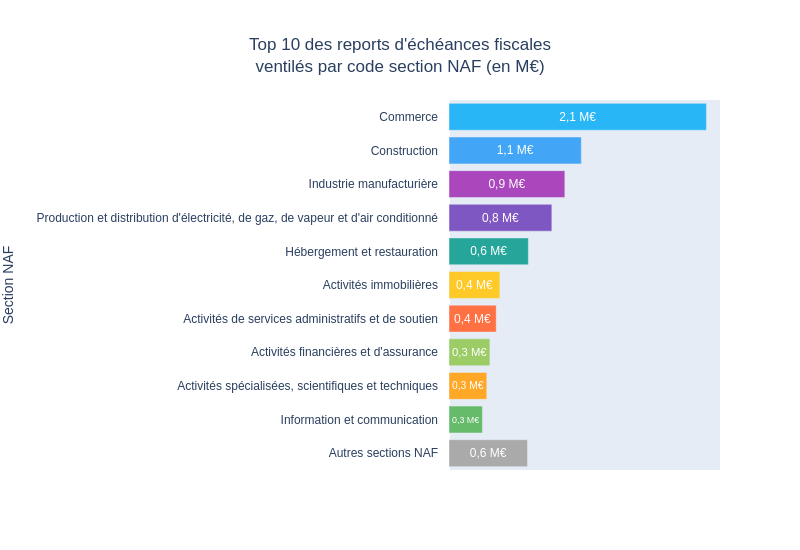 Top 10 des reports d'échéances fiscales
ventilés par code section NAF (en M€)
Section NAF
Commerce 2,1 M€
Construction 1,1 M€
Industrie manufacturière 0,9 M€
Production et distribution d'électricité, de gaz, de vapeur et d'air conditionné 0,8 M€
Hébergement et restauration 0,6 M€
Activités immobilières 0,4 M€
Activités de services administratifs et de soutien 0,4 M€
Activités financières et d'assurance 0,3 M€
Activités spécialisées, scientifiques et techniques 0,3 M€
Information et communication 0,3 M€
Autres sections NAF 0,6 M€